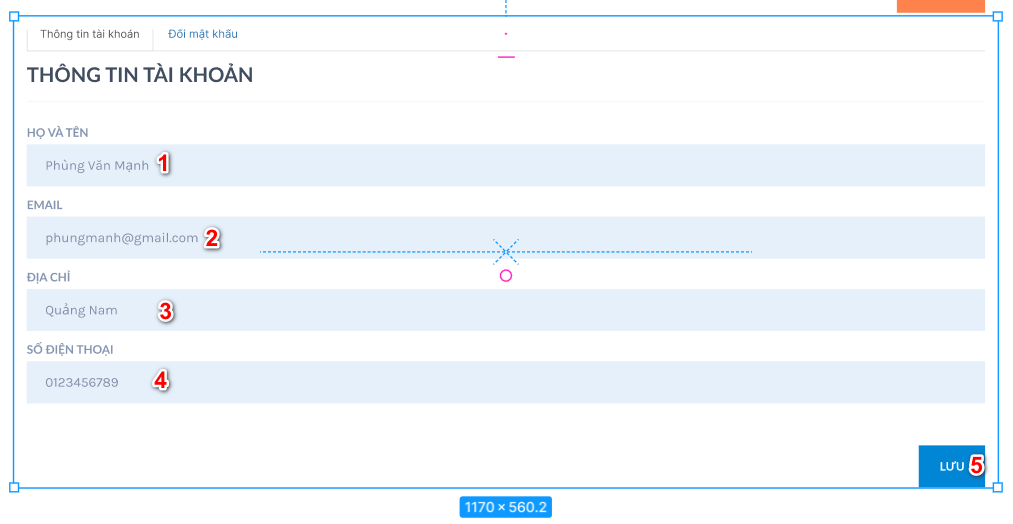 Thông tin tài khoản Đổi mật khẩu
THÔNG TIN TÀI KHOẢN
HỌ VÀ TÊN
Phùng Văn Mạnh 1
EMAIL
phungmanh@gmail.com 2
ĐỊA CHỈ
Quảng Nam 3
SỐ ĐIỆN THOẠI
0123456789 4
LƯU 5
1170 × 560.2